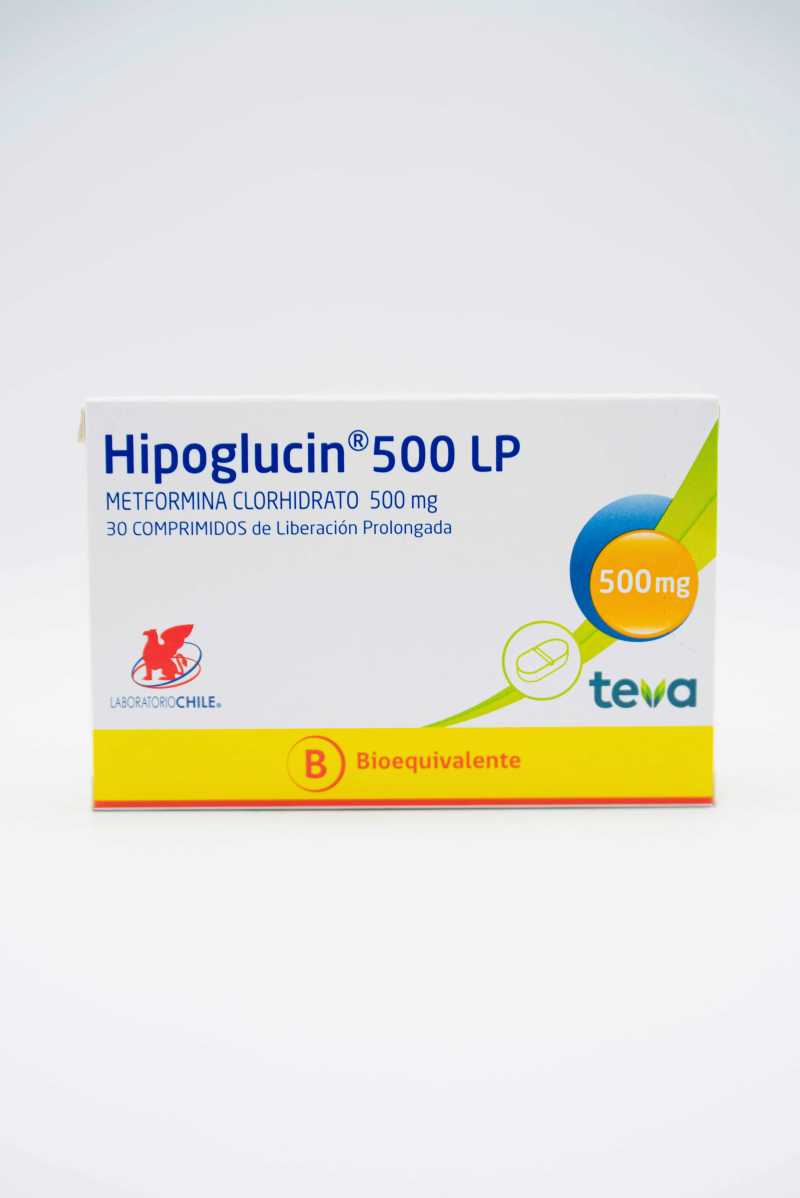 Hipoglucin® 500 LP
METFORMINA CLORHIDRATO 500 mg
30 COMPRIMIDOS de Liberación Prolongada
500mg
LABORATORIOCHILE®
teva
B Bioequivalente